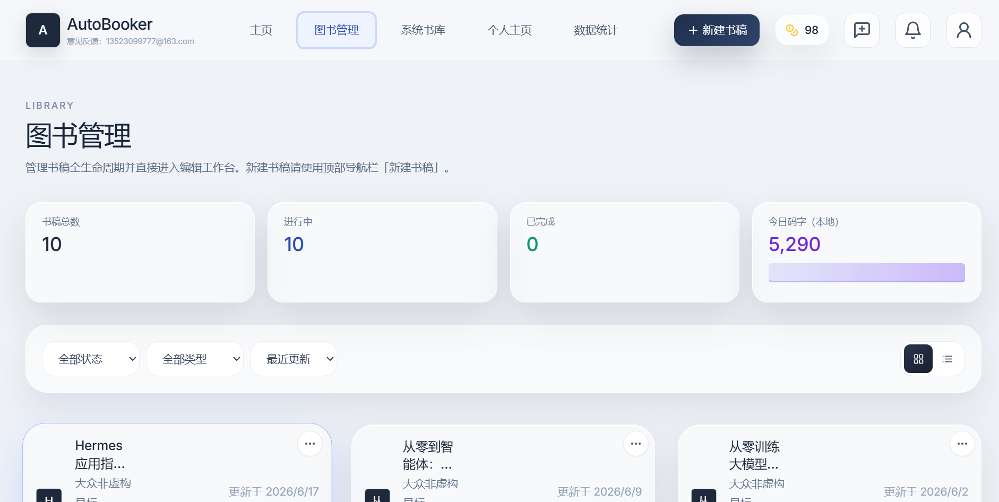 A
AutoBooker
意见反馈：13523099777@163.com
主页
图书管理
系统书库
个人主页
数据统计
+ 新建书稿
98
LIBRARY
图书管理
管理书稿全生命周期并直接进入编辑工作台。新建书稿请使用顶部导航栏「新建书稿」。
书稿总数
10
进行中
10
已完成
0
今日码字（本地）
5,290
全部状态
全部类型
最近更新
Hermes
应用指...
大众非虚构
目标
H
更新于 2026/6/17
从零到智
能体：...
大众非虚构
目标
从
更新于 2026/6/9
从零训练
大模型...
大众非虚构
目标
从
更新于 2026/6/2